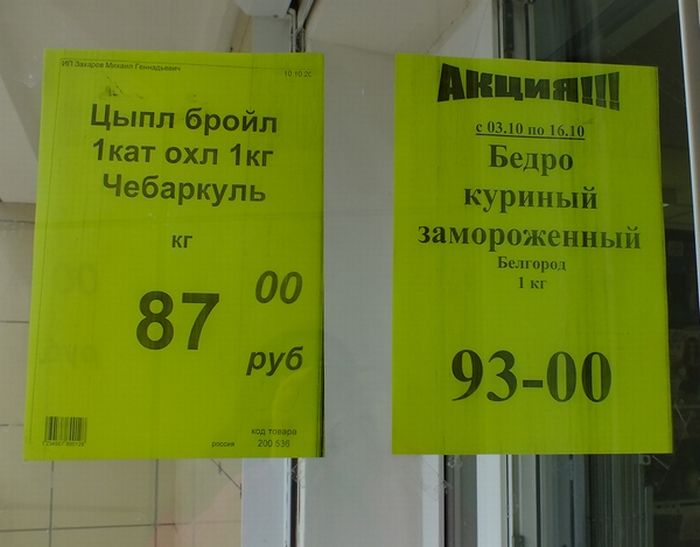 ИП Захаров Михаил Геннадьевич
10.10.20
Цыпл бройл
1кат охл 1кг
Чебаркуль
кг
87 00
руб
код товара
россия 200 536
АКЦИЯ!!!
с 03.10 по 16.10
Бедро
куриный
замороженный
Белгород
1 кг
93-00